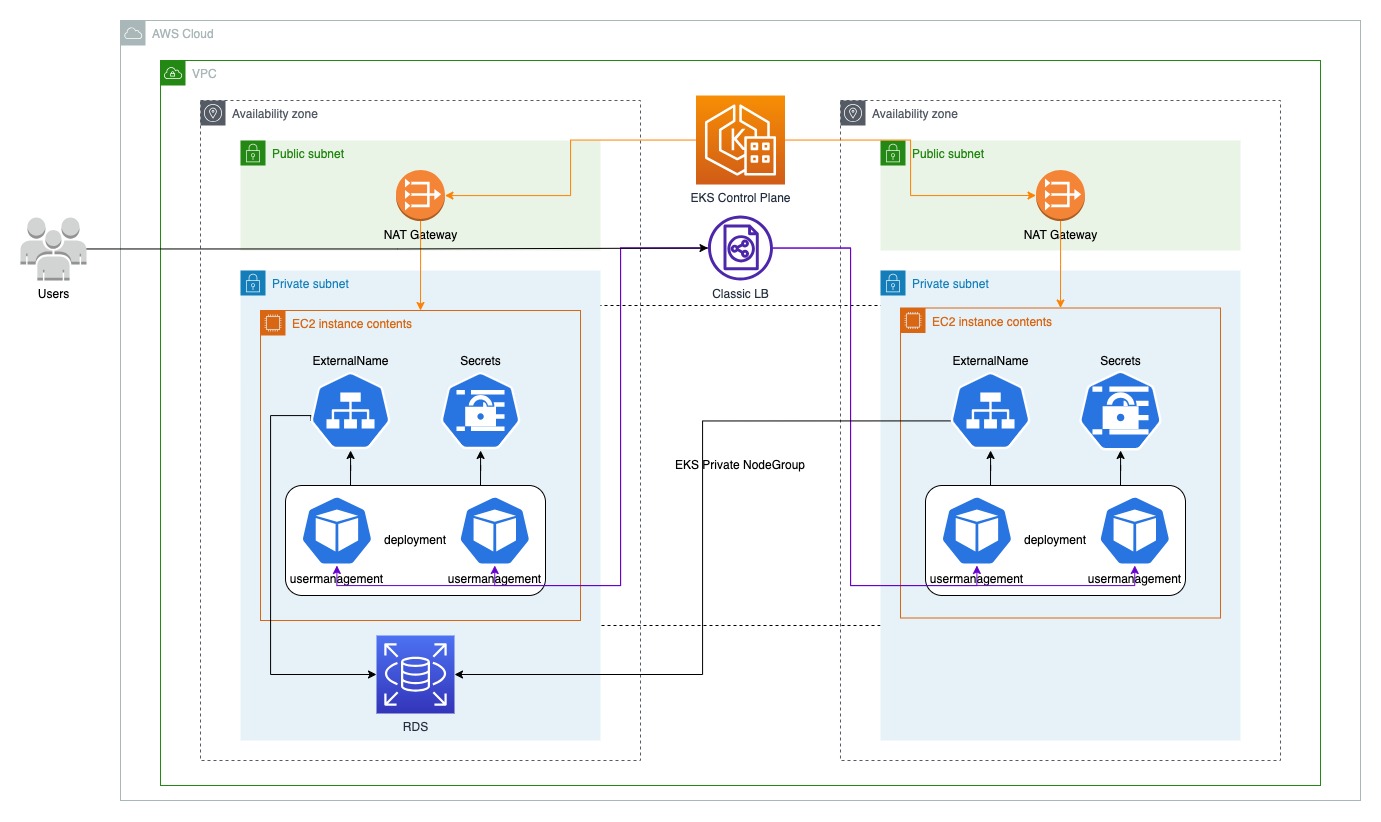 AWS Cloud
VPC
Availability zone
Availability zone
Public subnet
Public subnet
EKS Control Plane
NAT Gateway
NAT Gateway
Users
Classic LB
Private subnet
Private subnet
EC2 instance contents
EC2 instance contents
ExternalName
Secrets
ExternalName
Secrets
EKS Private NodeGroup
deployment
deployment
usermanagement
usermanagement
usermanagement
usermanagement
RDS